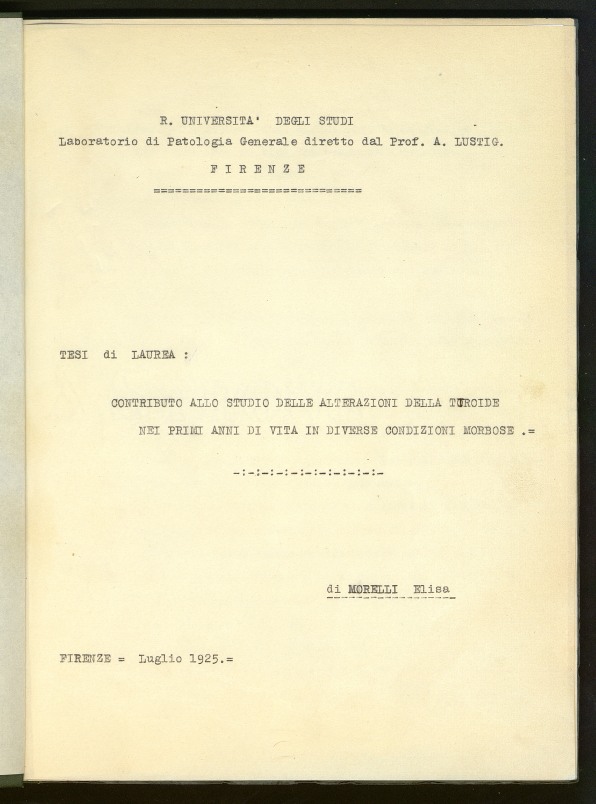 R. UNIVERSITA' DEGLI STUDI
Laboratorio di Patologia Generale diretto dal Prof. A. LUSTIG.
F I R E N Z E
=============================
TESI di LAUREA :
CONTRIBUTO ALLO STUDIO DELLE ALTERAZIONI DELLA TIROIDE
NEI PRIMI ANNI DI VITA IN DIVERSE CONDIZIONI MORBOSE .=
-:-:-:-:-:-:-:-:-:-:-
di MORELLI Elisa
FIRENZE = Luglio 1925.=